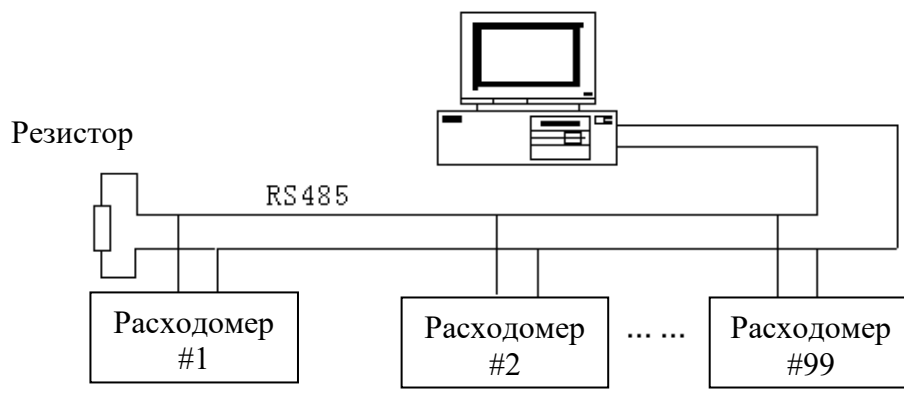 Резистор
RS485
Расходомер
#1
Расходомер
#2
... ...
Расходомер
#99